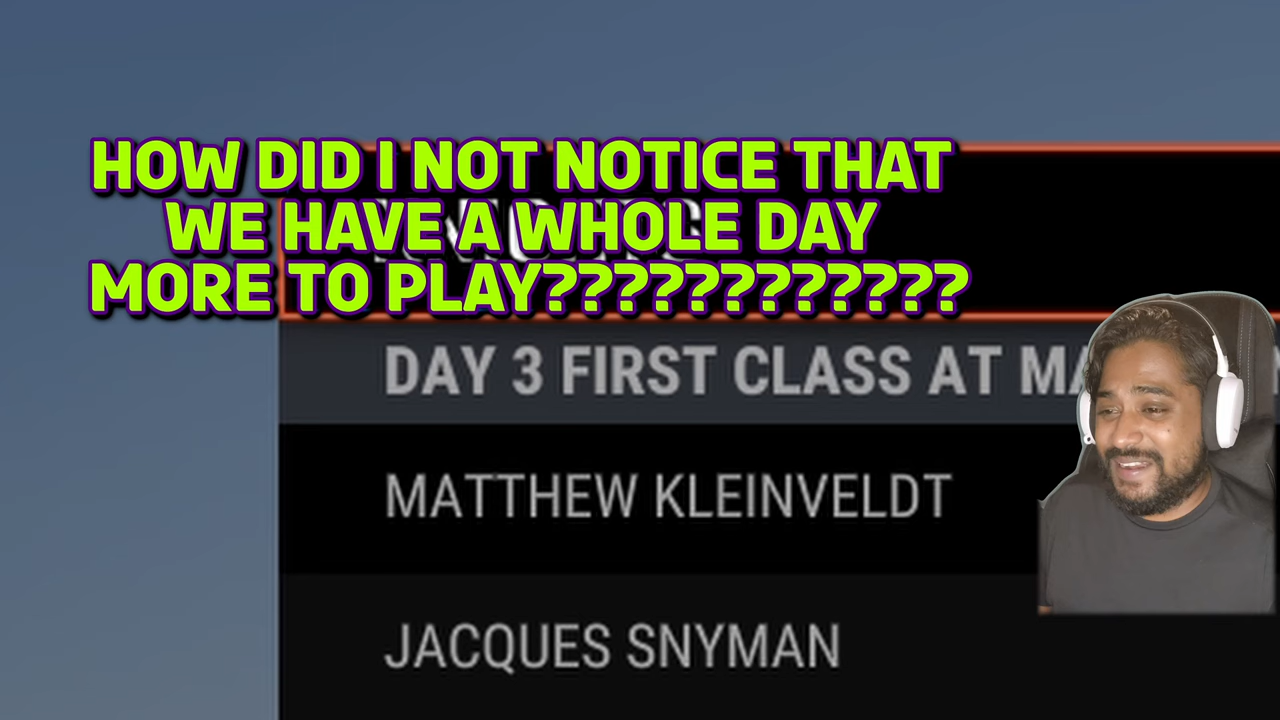 HOW DID I NOT NOTICE THAT
WE HAVE A WHOLE DAY
MORE TO PLAY????????????
DAY 3 FIRST CLASS AT
MATTHEW KLEINVELDT
JACQUES SNYMAN